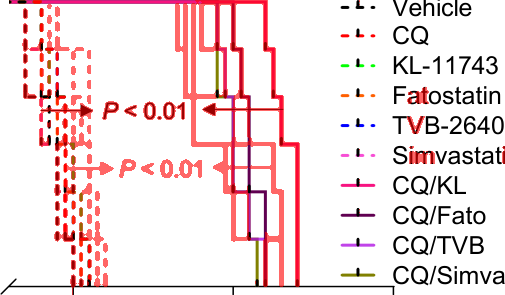 Vehicle
CQ
KL-11743
Fatostatin
P < 0.01
TVB-2640
Simvastati
P < 0.01
CQ/KL
CQ/Fato
CQ/TVB
CQ/Simva